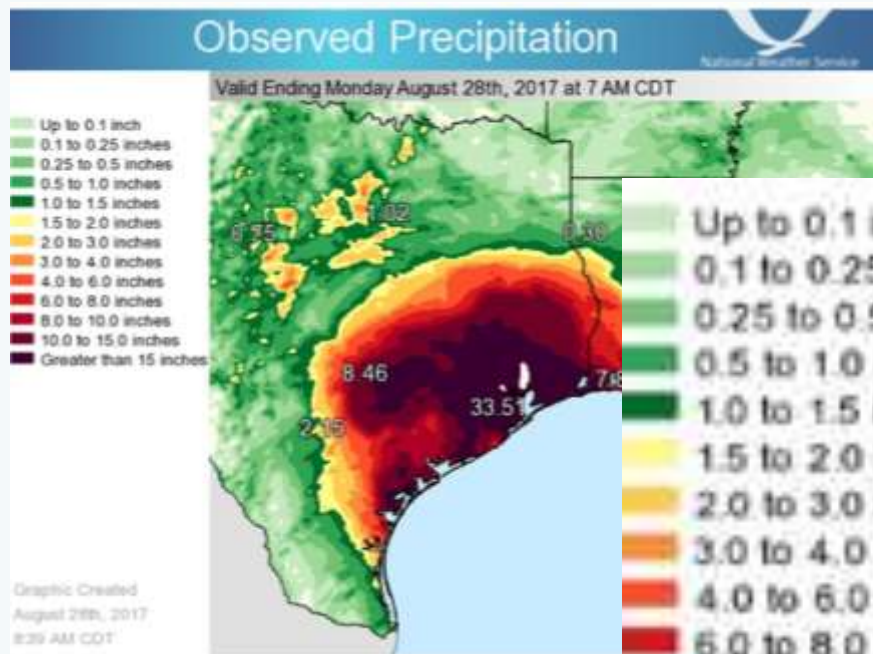 Observed Precipitation
National Weather Service
Valid Ending Monday August 28th, 2017 at 7 AM CDT
Up to 0.1 inch
0.1 to 0.25 inches
0.25 to 0.5 inches
0.5 to 1.0 inches
1.0 to 1.5 inches
1.5 to 2.0 inches
2.0 to 3.0 inches
3.0 to 4.0 inches
4.0 to 6.0 inches
6.0 to 8.0 inches
8.0 to 10.0 inches
10.0 to 15.0 inches
Greater than 15 inches
1.02
0.30
8.46
33.51
2.15
Graphic Created
August 28th, 2017
8:39 AM CDT
Up to 0.1
0.1 to 0.25
0.25 to 0.5
0.5 to 1.0
1.0 to 1.5
1.5 to 2.0
2.0 to 3.0
3.0 to 4.0
4.0 to 6.0
6.0 to 8.0